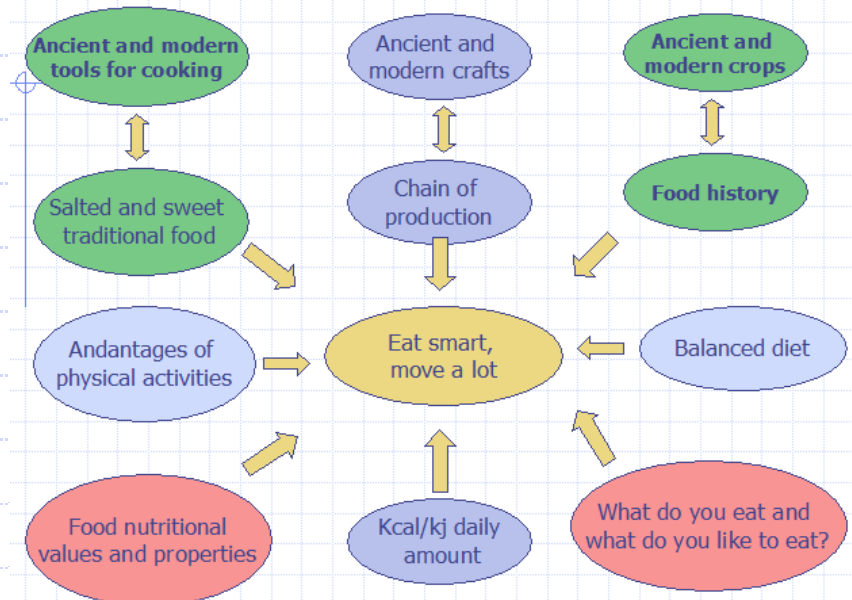 Ancient and modern
tools for cooking
Ancient and
modern crafts
Ancient and
modern crops
Salted and sweet
traditional food
Chain of
production
Food history
Andantages of
physical activities
Eat smart,
move a lot
Balanced diet
Food nutritional
values and properties
Kcal/kj daily
amount
What do you eat and
what do you like to eat?